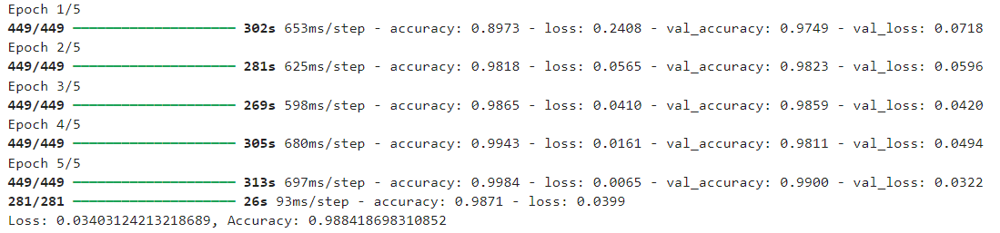 Epoch 1/5
449/449 ━━━━━━━━━━━━━━━━━━━━ 302s 653ms/step - accuracy: 0.8973 - loss: 0.2408 - val_accuracy: 0.9749 - val_loss: 0.0718
Epoch 2/5
449/449 ━━━━━━━━━━━━━━━━━━━━ 281s 625ms/step - accuracy: 0.9818 - loss: 0.0565 - val_accuracy: 0.9823 - val_loss: 0.0596
Epoch 3/5
449/449 ━━━━━━━━━━━━━━━━━━━━ 269s 598ms/step - accuracy: 0.9865 - loss: 0.0410 - val_accuracy: 0.9859 - val_loss: 0.0420
Epoch 4/5
449/449 ━━━━━━━━━━━━━━━━━━━━ 305s 680ms/step - accuracy: 0.9943 - loss: 0.0161 - val_accuracy: 0.9811 - val_loss: 0.0494
Epoch 5/5
449/449 ━━━━━━━━━━━━━━━━━━━━ 313s 697ms/step - accuracy: 0.9984 - loss: 0.0065 - val_accuracy: 0.9900 - val_loss: 0.0322
281/281 ━━━━━━━━━━━━━━━━━━━━ 26s 93ms/step - accuracy: 0.9871 - loss: 0.0399
Loss: 0.03403124213218689, Accuracy: 0.988418698310852